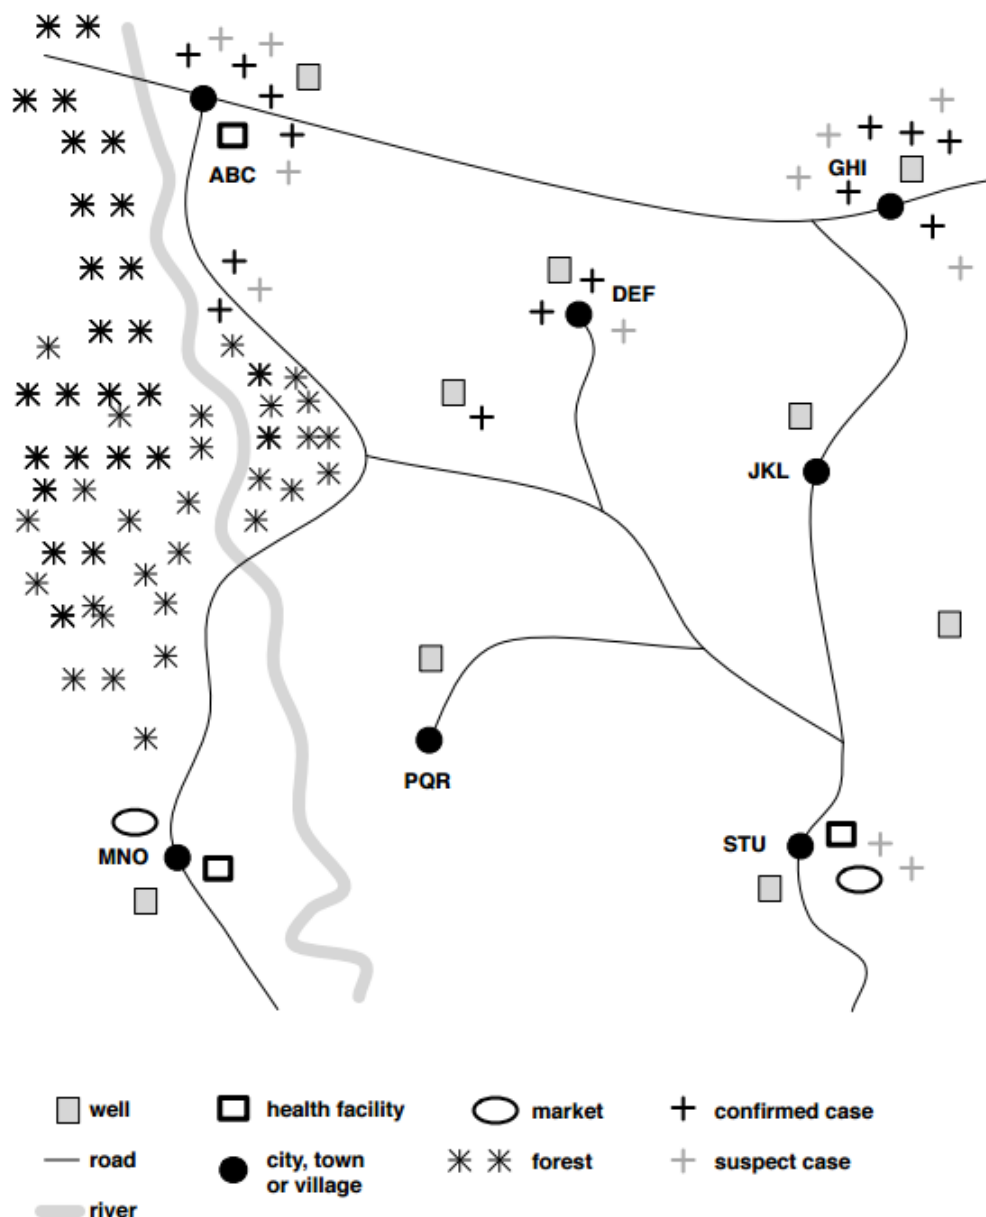 ABC
GHI
DEF
JKL
PQR
MNO
STU
well
health facility
market
confirmed case
road
city, town
or village
forest
suspect case
river